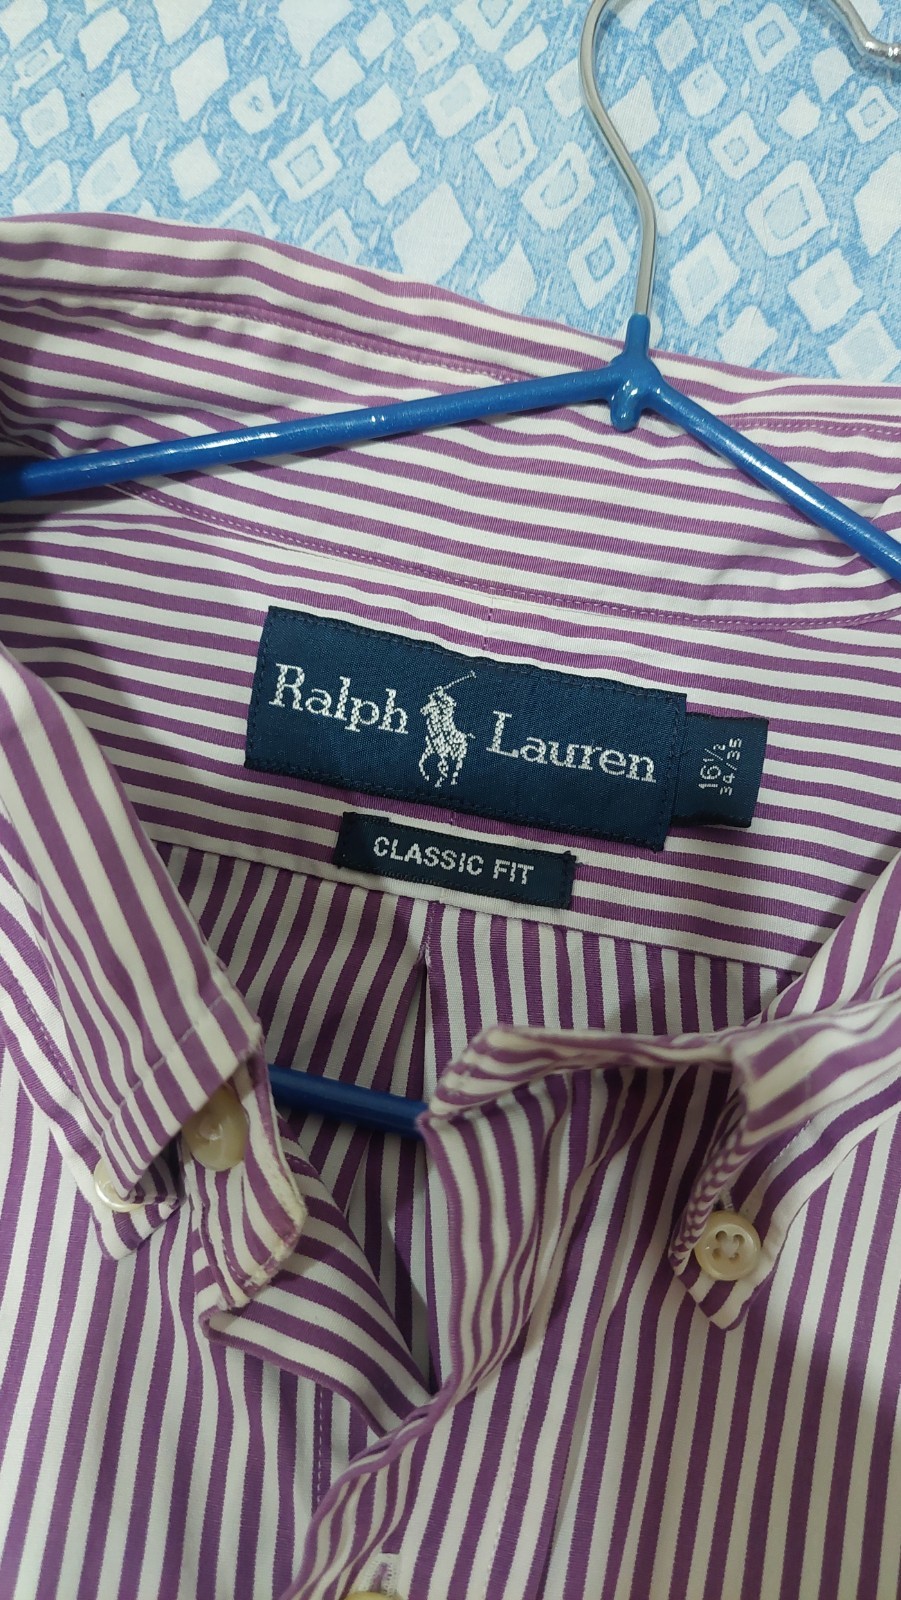 Ralph Lauren
16½
34/35
CLASSIC FIT